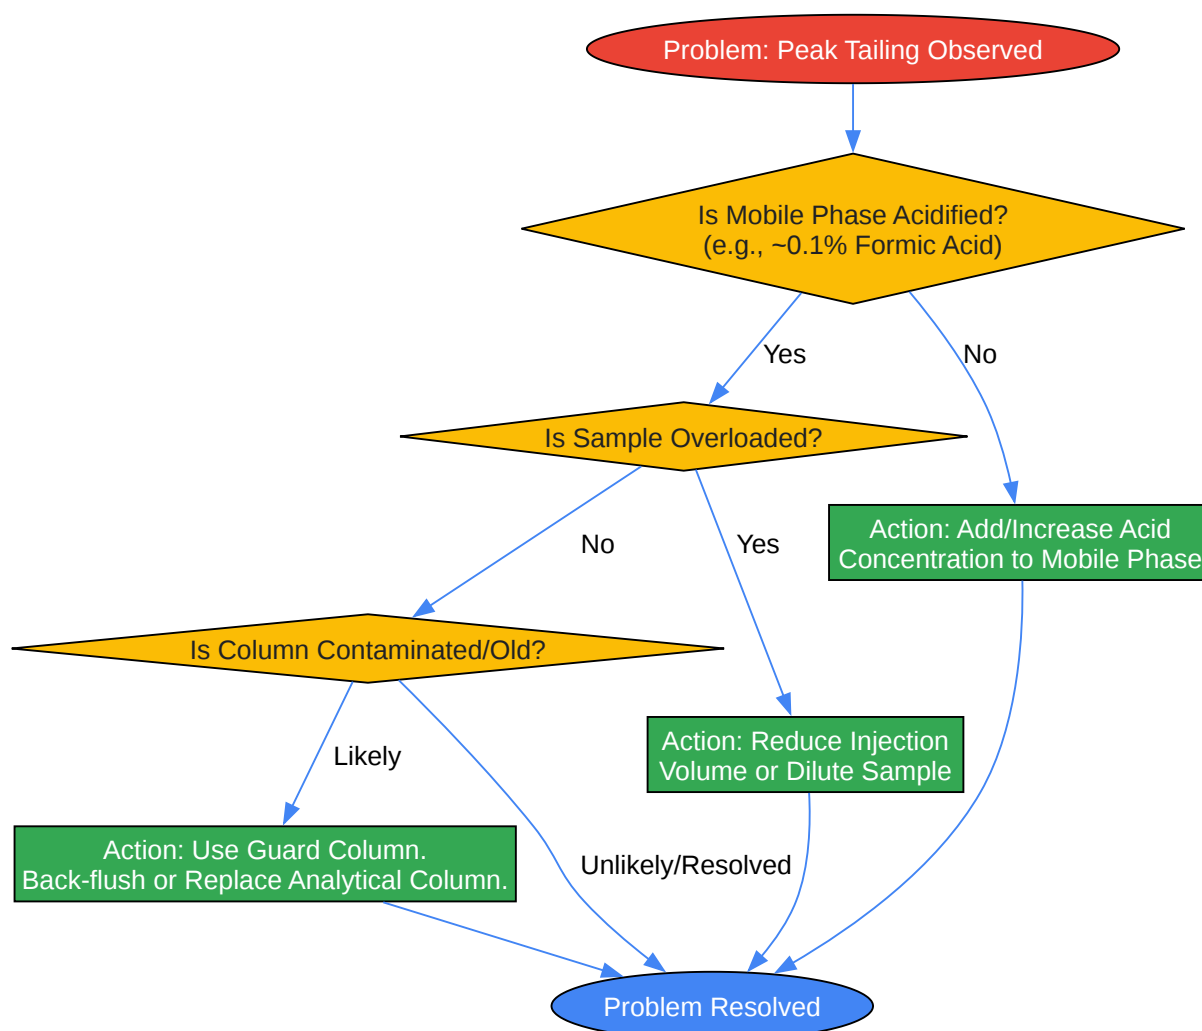 Problem: Peak Tailing Observed
Is Mobile Phase Acidified?
(e.g., ~0.1% Formic Acid)
Yes
No
Is Sample Overloaded?
No
Yes
Action: Add/Increase Acid
Concentration to Mobile Phase
Is Column Contaminated/Old?
Likely
Action: Reduce Injection
Volume or Dilute Sample
Action: Use Guard Column.
Back-flush or Replace Analytical Column.
Unlikely/Resolved
Problem Resolved